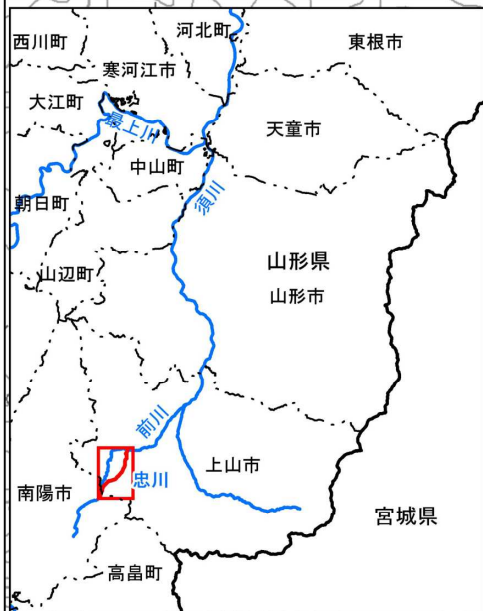 河北町
西川町
東根市
寒河江市
大江町
最上川
天童市
中山町
須川
朝日町
山形県
山辺町
山形市
前川
上山市
忠川
南陽市
宮城県
高畠町